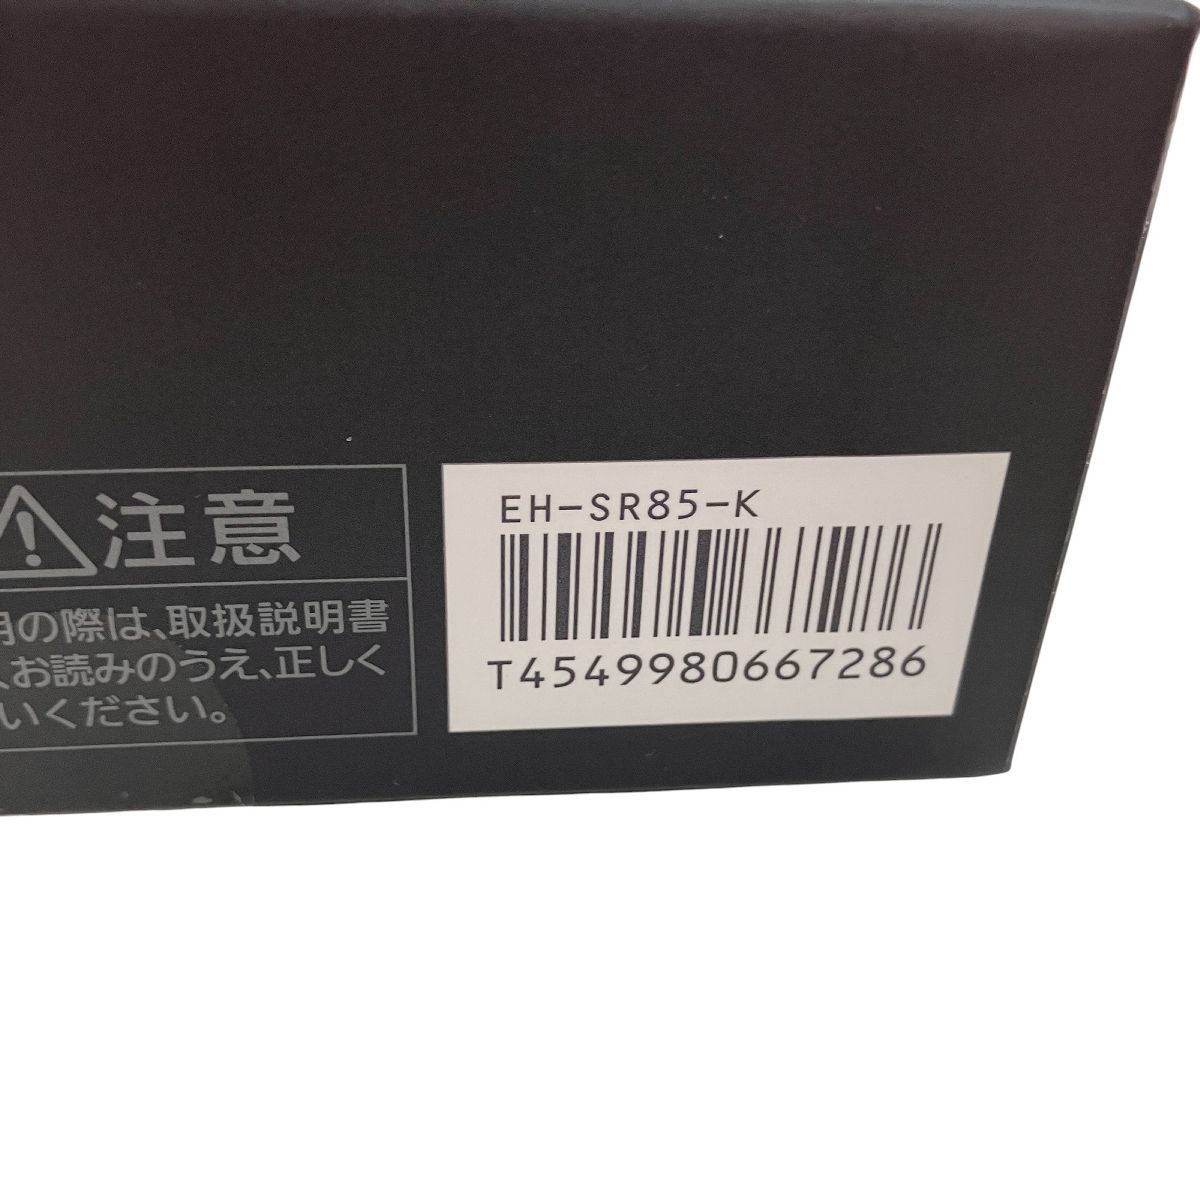 注意
用の際は、取扱説明書
、お読みのうえ、正しく
いください。
EH-SR85-K
T4549980667286